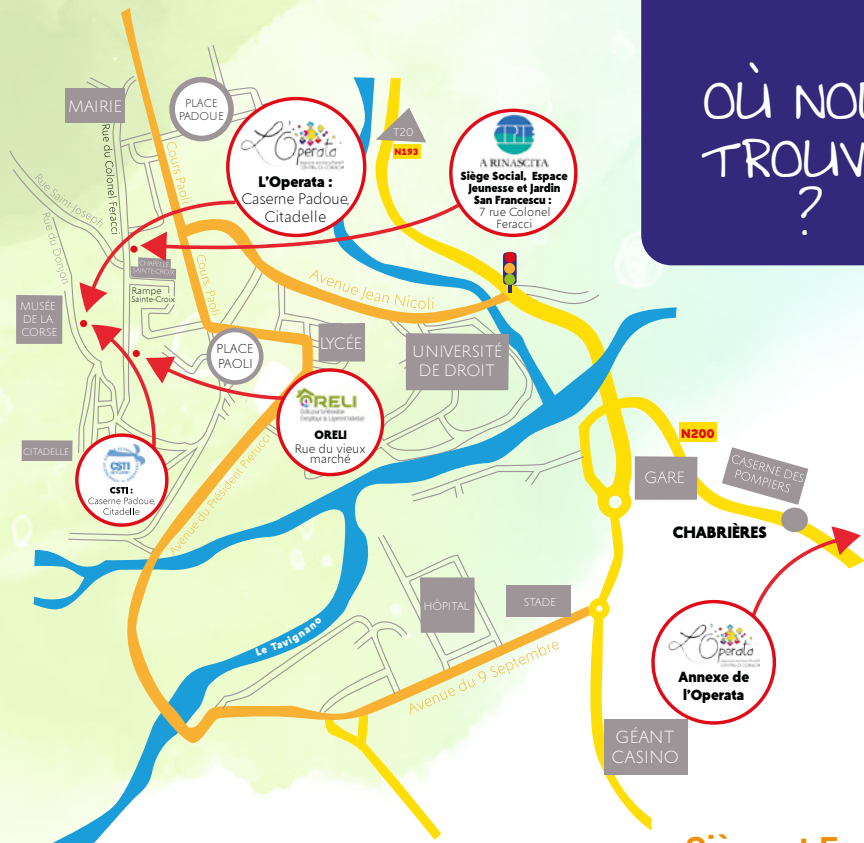 OÙ NOU
TROUV
?
MAIRIE
PLACE
PADOUE
Rue du Colonel Feracci
Rue Saint-Joseph
Rue du Donjon
Cours Paoli
L'Operata
L'Operata :
Caserne Padoue,
Citadelle
T20
N193
CPIE
A RINASCITA
Siège Social, Espace
Jeunesse et Jardin
San Francescu :
7 rue Colonel
Feracci
CHAPELLE
SAINTE-CROIX
Rampe
Sainte-Croix
Cours Paoli
Avenue Jean Nicoli
MUSÉE
DE LA
CORSE
PLACE
PAOLI
LYCÉE
UNIVERSITÉ
DE DROIT
ORELI
ORELI
Rue du vieux
marché
CITADELLE
CSTI
CSTI :
Caserne Padoue,
Citadelle
Avenue du Président Pierucci
N200
GARE
CASERNE DES
POMPIERS
CHABRIÈRES
HÔPITAL
STADE
Le Tavignano
Avenue du 9 Septembre
L'Operata
Annexe de
l'Operata
GÉANT
CASINO